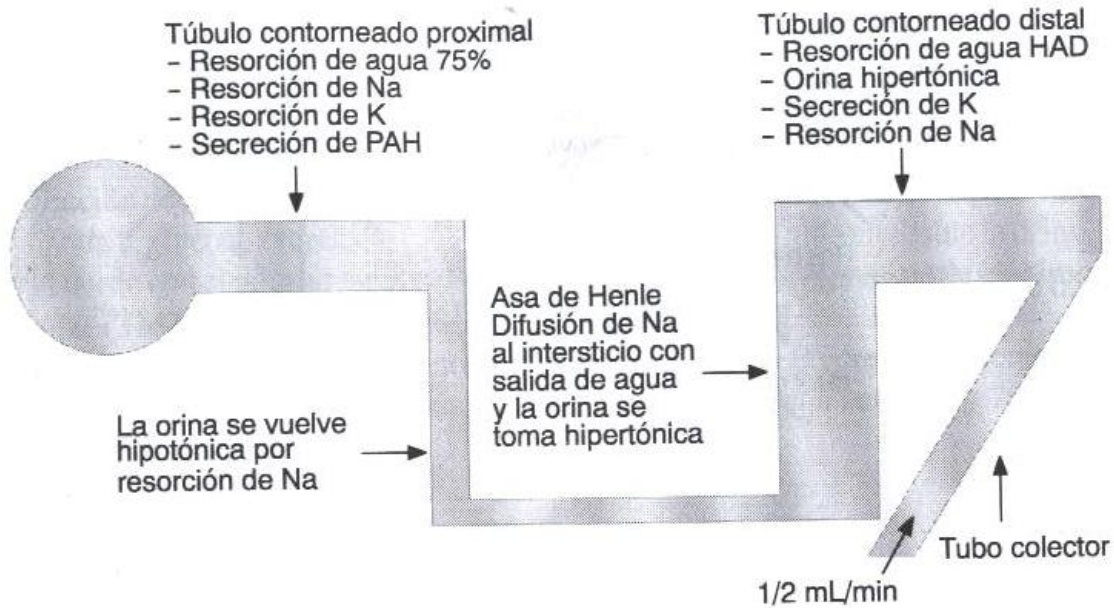 Túbulo contorneado proximal
– Resorción de agua 75%
– Resorción de Na
– Resorción de K
– Secreción de PAH
Túbulo contorneado distal
– Resorción de agua HAD
– Orina hipertónica
– Secreción de K
– Resorción de Na
Asa de Henle
Difusión de Na
al intersticio con
salida de agua
y la orina se
toma hipertónica
La orina se vuelve
hipotónica por
resorción de Na
Tubo colector
1/2 mL/min